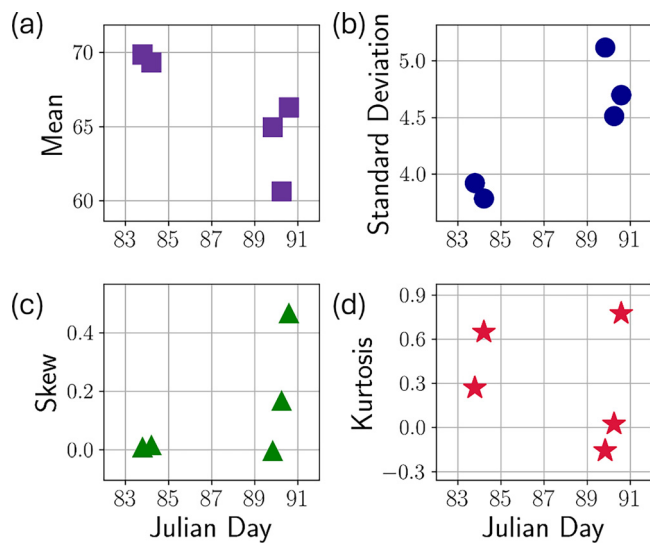 (a)
Mean
70
65
60
83 85 87 89 91
(b)
Standard Deviation
5.0
4.5
4.0
83 85 87 89 91
(c)
Skew
0.4
0.2
0.0
83 85 87 89 91
Julian Day
(d)
Kurtosis
0.9
0.6
0.3
0.0
−0.3
83 85 87 89 91
Julian Day